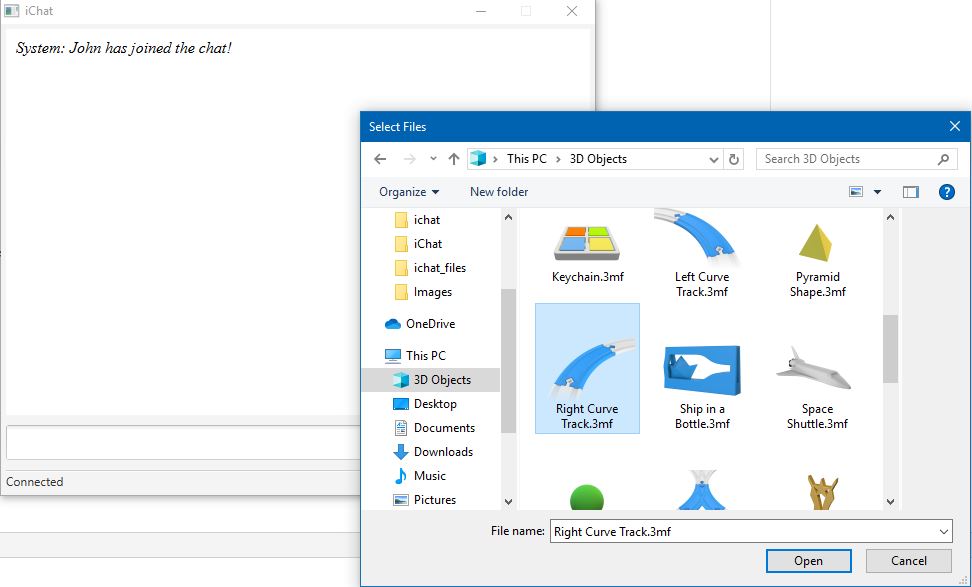 iChat
System: John has joined the chat!
Select Files
This PC
3D Objects
Search 3D Objects
Organize
New folder
ichat
iChat
ichat_files
Images
OneDrive
This PC
3D Objects
Desktop
Documents
Downloads
Music
Pictures
Keychain.3mf
Left Curve
Track.3mf
Pyramid
Shape.3mf
Right Curve
Track.3mf
Ship in a
Bottle.3mf
Space
Shuttle.3mf
File name:
Right Curve Track.3mf
Open
Cancel
Connected